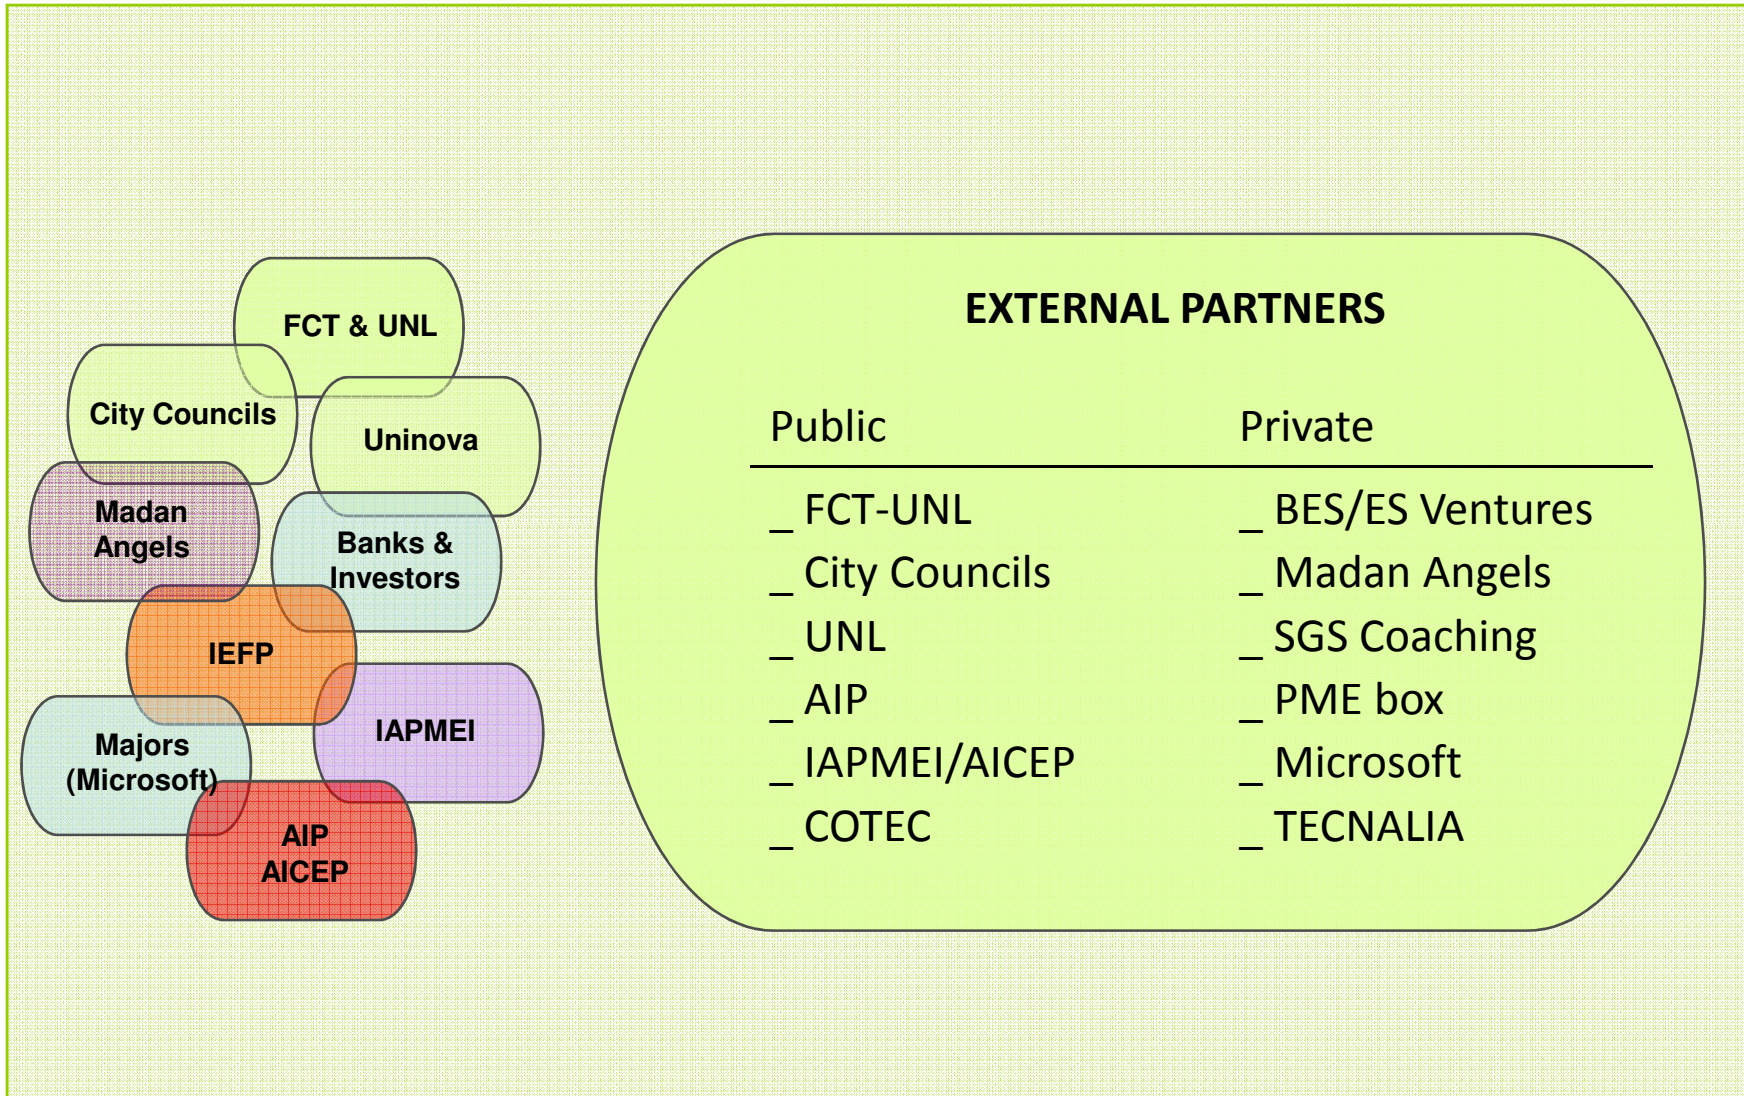 FCT & UNL
City Councils
Uninova
Madan
Angels
Banks &
Investors
IEFP
IAPMEI
Majors
(Microsoft)
AIP
AICEP
EXTERNAL PARTNERS
Public Private
_ FCT-UNL _ BES/ES Ventures
_ City Councils _ Madan Angels
_ UNL _ SGS Coaching
_ AIP _ PME box
_ IAPMEI/AICEP _ Microsoft
_ COTEC _ TECNALIA